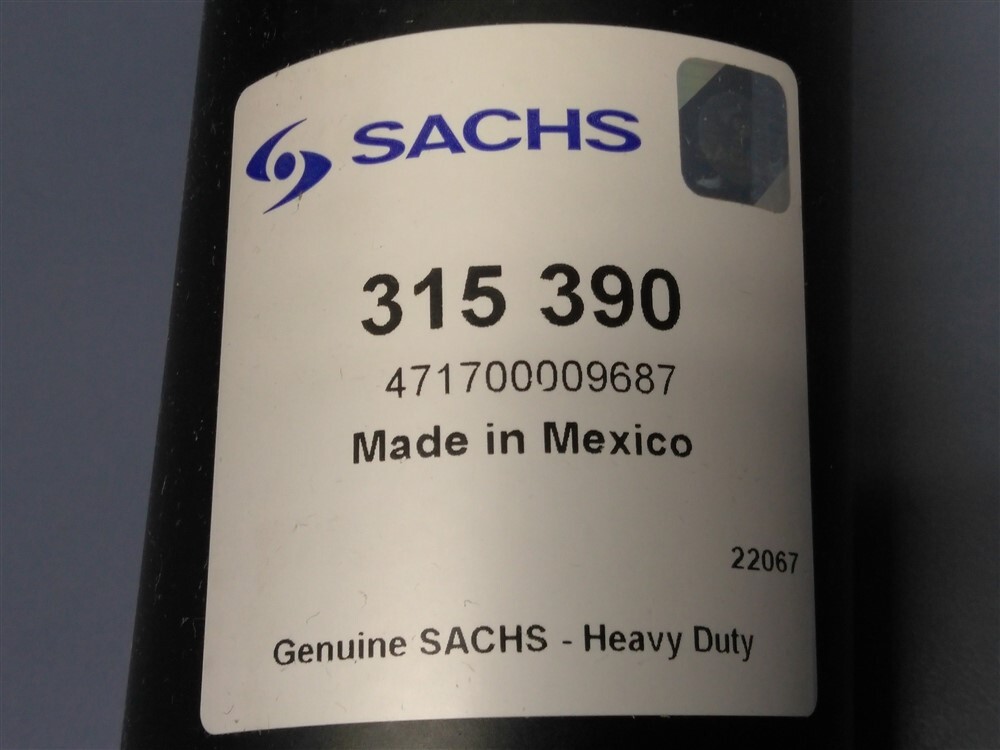 SACHS
315 390
471700009687
Made in Mexico
22067
Genuine SACHS - Heavy Duty